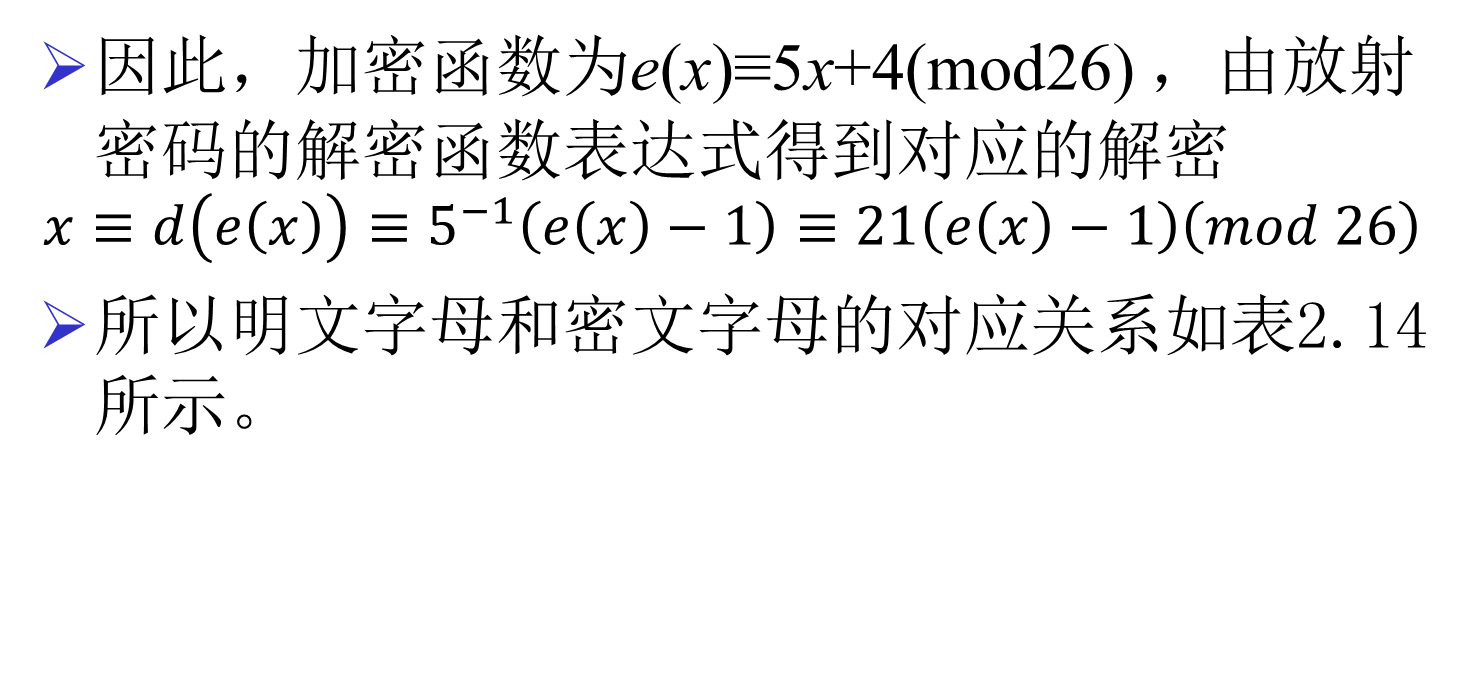 ➢因此，加密函数为e(x)≡5x+4(mod26)，由放射
密码的解密函数表达式得到对应的解密
x ≡ d(e(x)) ≡ 5⁻¹(e(x) − 1) ≡ 21(e(x) − 1)(mod 26)
➢所以明文字母和密文字母的对应关系如表2.14
所示。